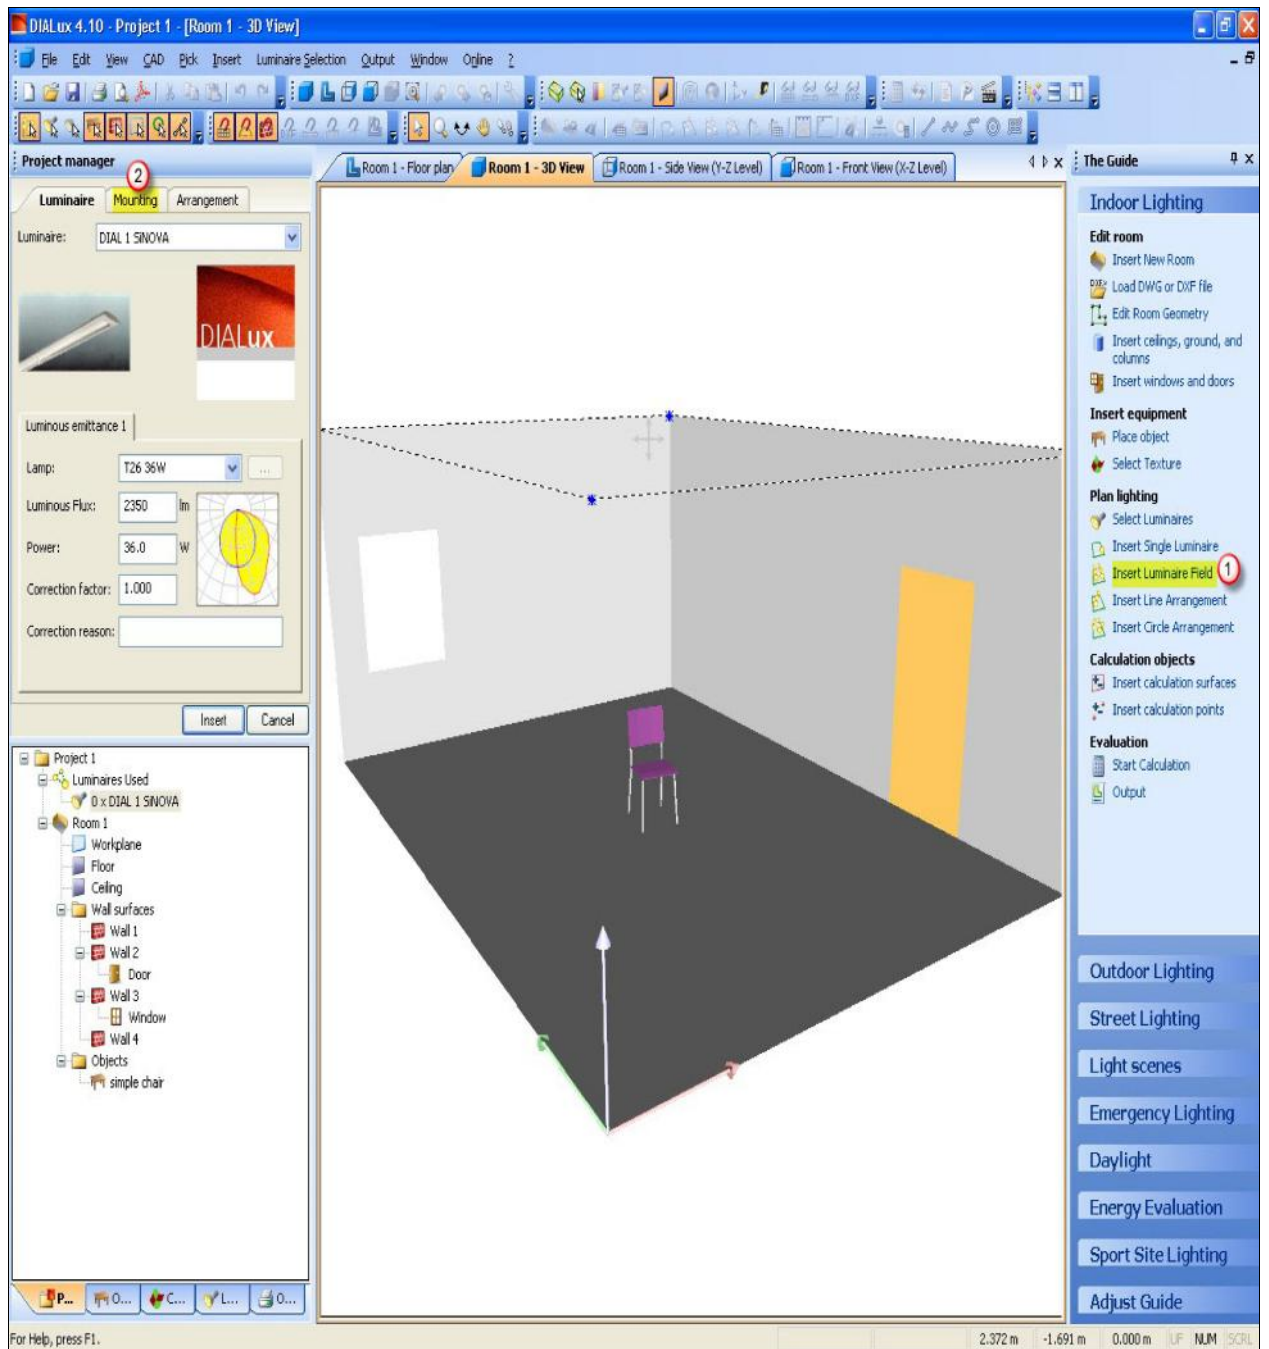 DIALux 4.10 - Project 1 - [Room 1 - 3D View]
File Edit View CAD Pick Insert Luminaire Selection Output Window Online ?
Project manager
2
Luminaire Mounting Arrangement
Luminaire: DIAL 1 SiNOVA
DIALux
Luminous emittance 1
Lamp: T26 36W ...
Luminous Flux: 2350 lm
Power: 36.0 W
Correction factor: 1.000
Correction reason:
Insert Cancel
Project 1
Luminaires Used
0 x DIAL 1 SiNOVA
Room 1
Workplane
Floor
Ceiling
Wall surfaces
Wall 1
Wall 2
Door
Wall 3
Window
Wall 4
Objects
simple chair
P... O... C... L... O...
Room 1 - Floor plan Room 1 - 3D View Room 1 - Side View (Y-Z Level) Room 1 - Front View (X-Z Level)
The Guide
Indoor Lighting
Edit room
Insert New Room
Load DWG or DXF file
Edit Room Geometry
Insert ceilings, ground, and
columns
Insert windows and doors
Insert equipment
Place object
Select Texture
Plan lighting
Select Luminaires
Insert Single Luminaire
Insert Luminaire Field 1
Insert Line Arrangement
Insert Circle Arrangement
Calculation objects
Insert calculation surfaces
Insert calculation points
Evaluation
Start Calculation
Output
Outdoor Lighting
Street Lighting
Light scenes
Emergency Lighting
Daylight
Energy Evaluation
Sport Site Lighting
Adjust Guide
For Help, press F1. 2.372 m -1.691 m 0.000 m UF NUM SCRL